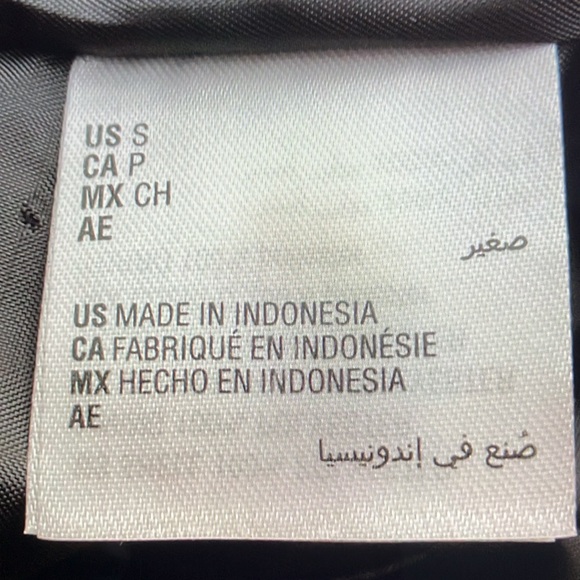 US S
CA P
MX CH
AE
صغير
US MADE IN INDONESIA
CA FABRIQUÉ EN INDONÉSIE
MX HECHO EN INDONESIA
AE
صُنع في إندونيسيا